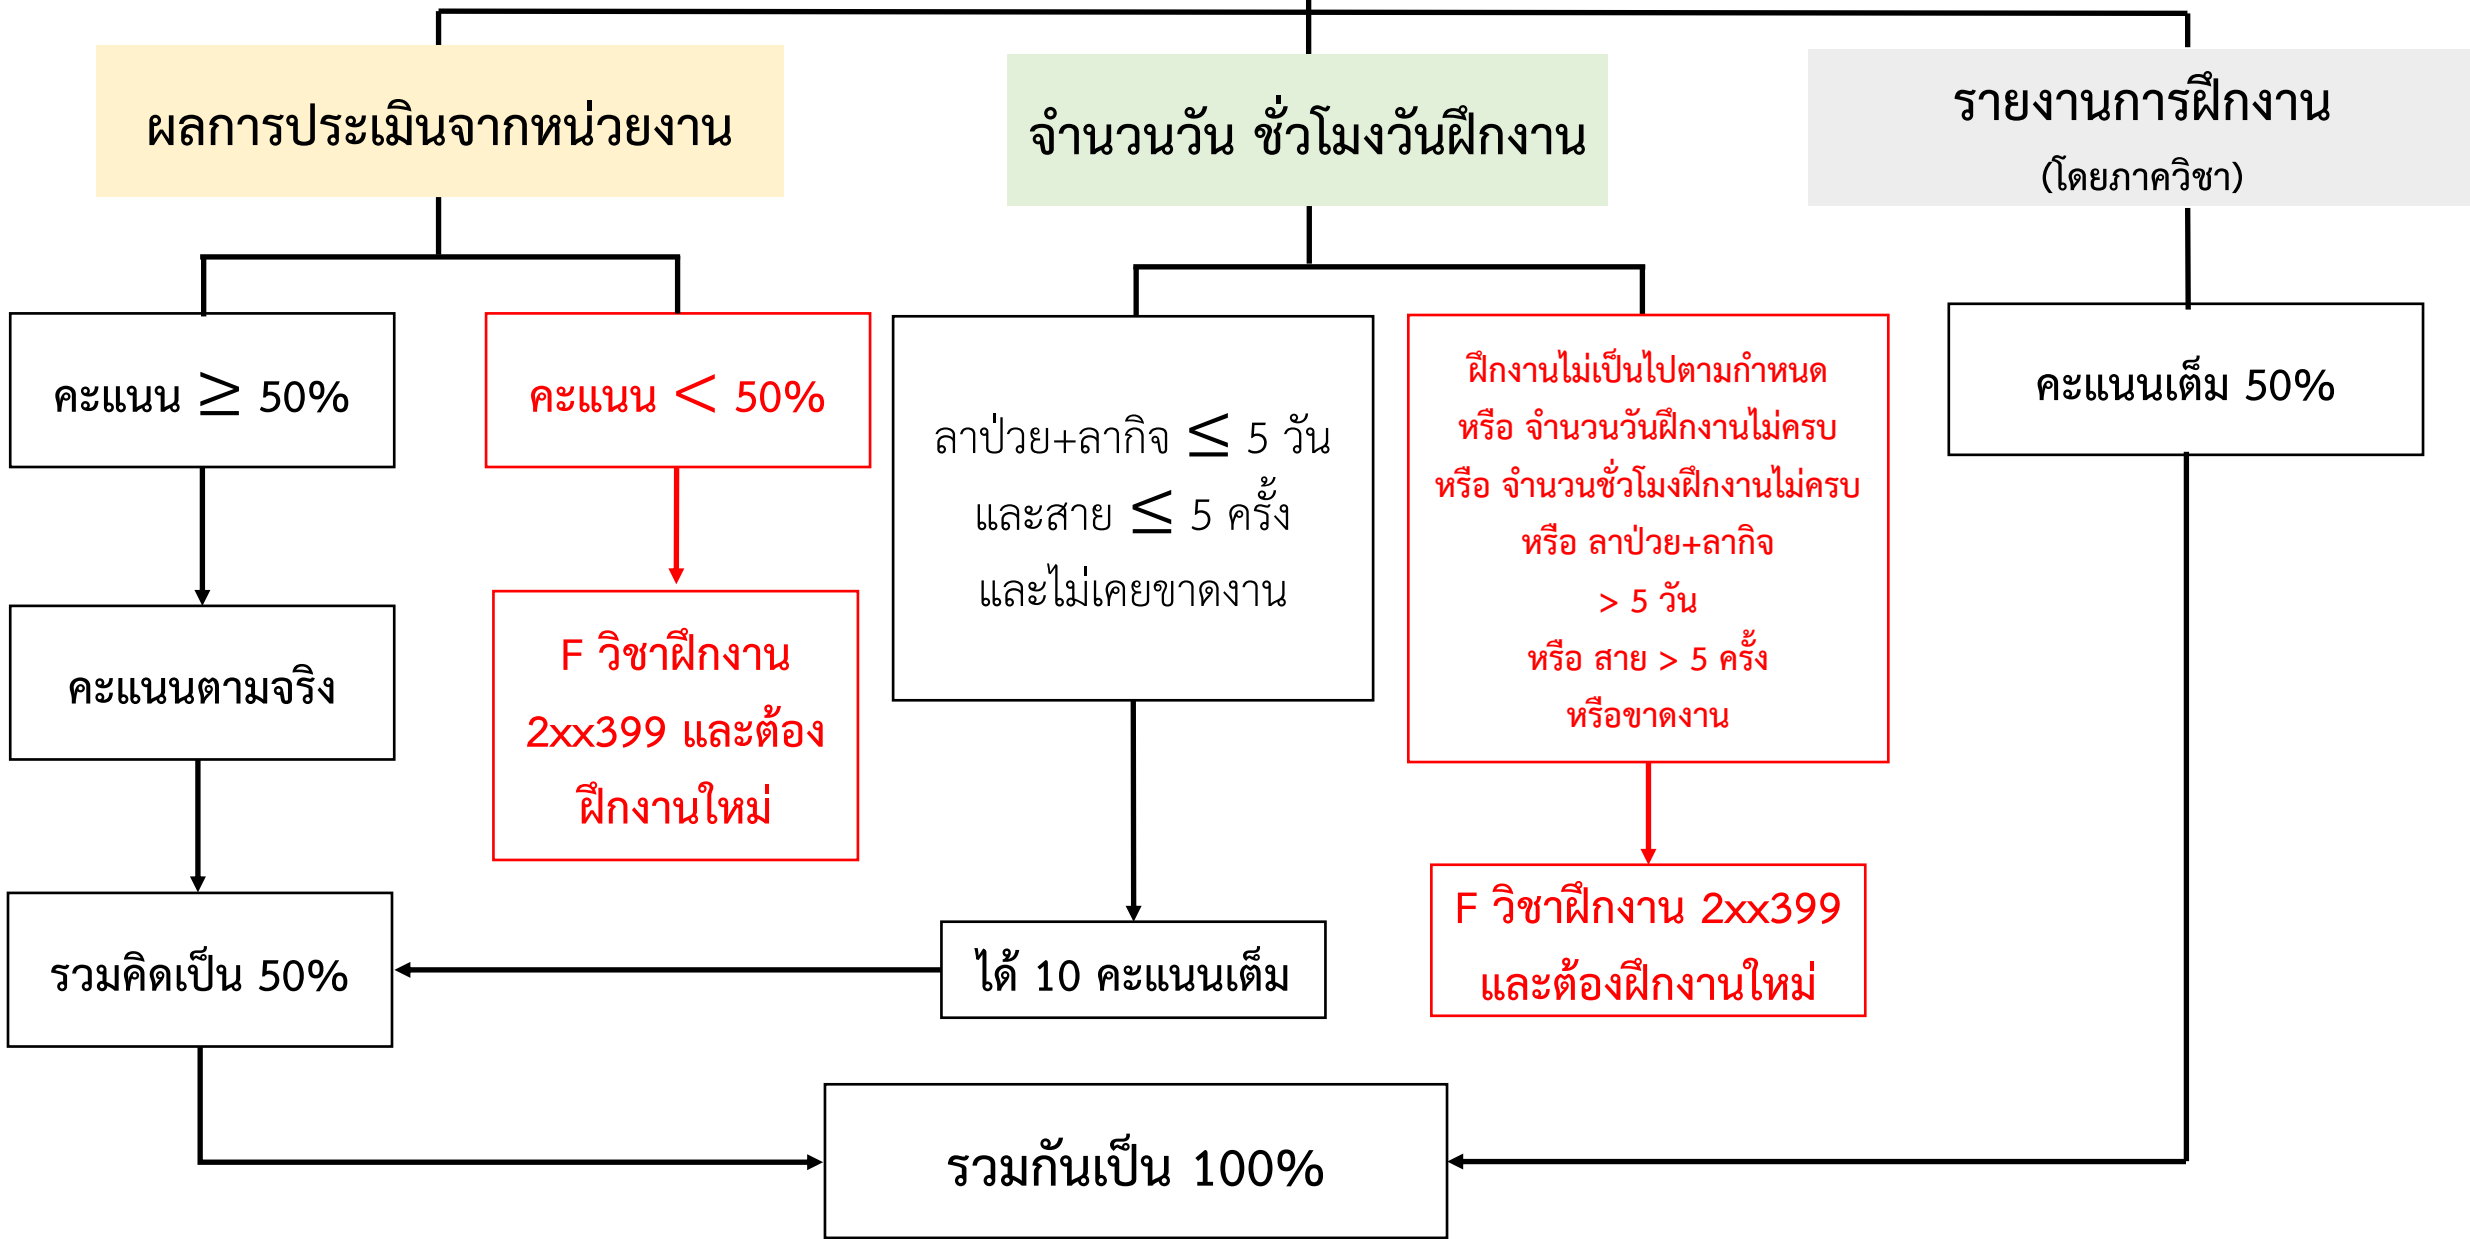 ผลการประเมินจากหน่วยงาน
จำนวนวัน ชั่วโมงวันฝึกงาน
รายงานการฝึกงาน
(โดยภาควิชา)
คะแนน ≥ 50%
คะแนน < 50%
ลาป่วย+ลากิจ ≤ 5 วัน
และสาย ≤ 5 ครั้ง
และไม่เคยขาดงาน
ฝึกงานไม่เป็นไปตามกำหนด
หรือ จำนวนวันฝึกงานไม่ครบ
หรือ จำนวนชั่วโมงฝึกงานไม่ครบ
หรือ ลาป่วย+ลากิจ
> 5 วัน
หรือ สาย > 5 ครั้ง
หรือขาดงาน
คะแนนเต็ม 50%
คะแนนตามจริง
F วิชาฝึกงาน
2xx399 และต้อง
ฝึกงานใหม่
รวมคิดเป็น 50%
ได้ 10 คะแนนเต็ม
F วิชาฝึกงาน 2xx399
และต้องฝึกงานใหม่
รวมกันเป็น 100%